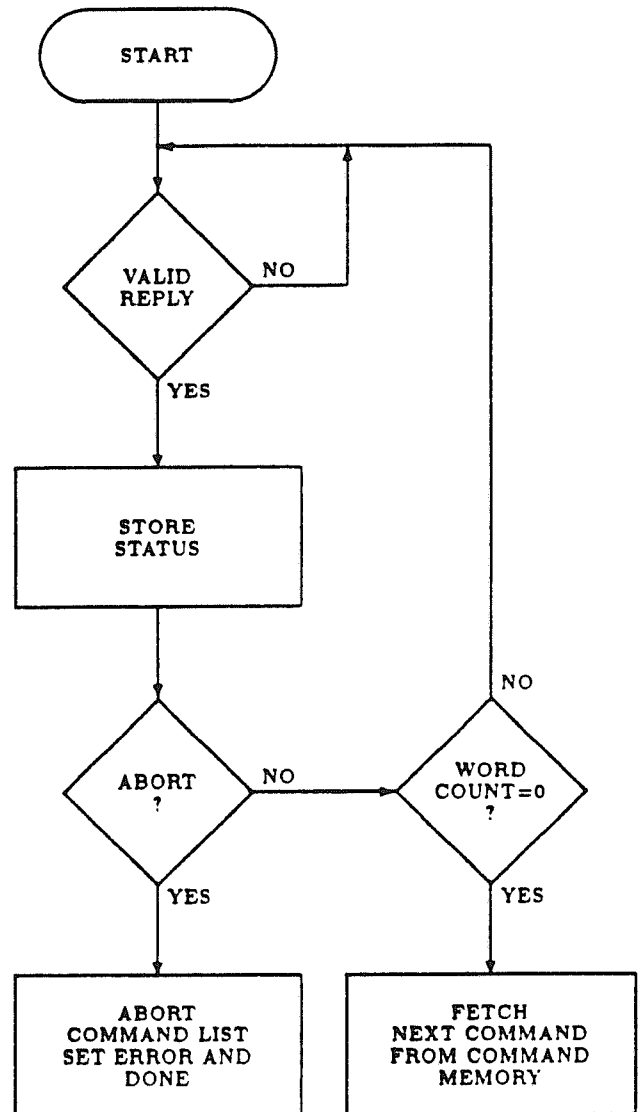 START
VALID
REPLY
NO
YES
STORE
STATUS
NO
ABORT
?
NO
WORD
COUNT=0
?
YES
YES
ABORT
COMMAND LIST
SET ERROR AND
DONE
FETCH
NEXT COMMAND
FROM COMMAND
MEMORY